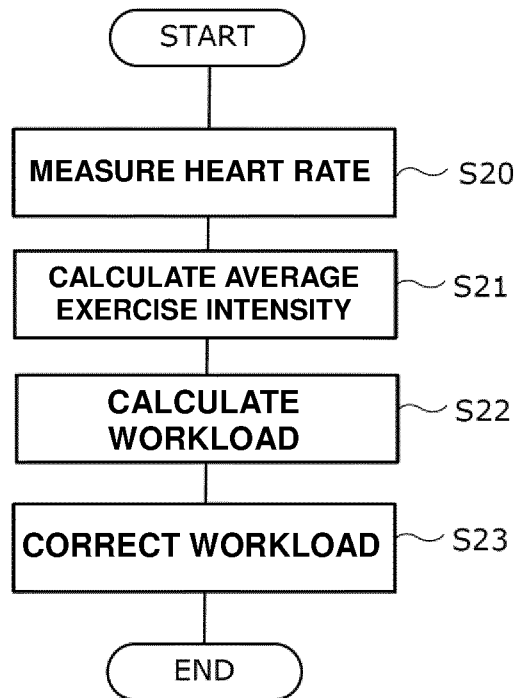 START
MEASURE HEART RATE
S20
CALCULATE AVERAGE
EXERCISE INTENSITY
S21
CALCULATE
WORKLOAD
S22
CORRECT WORKLOAD
S23
END